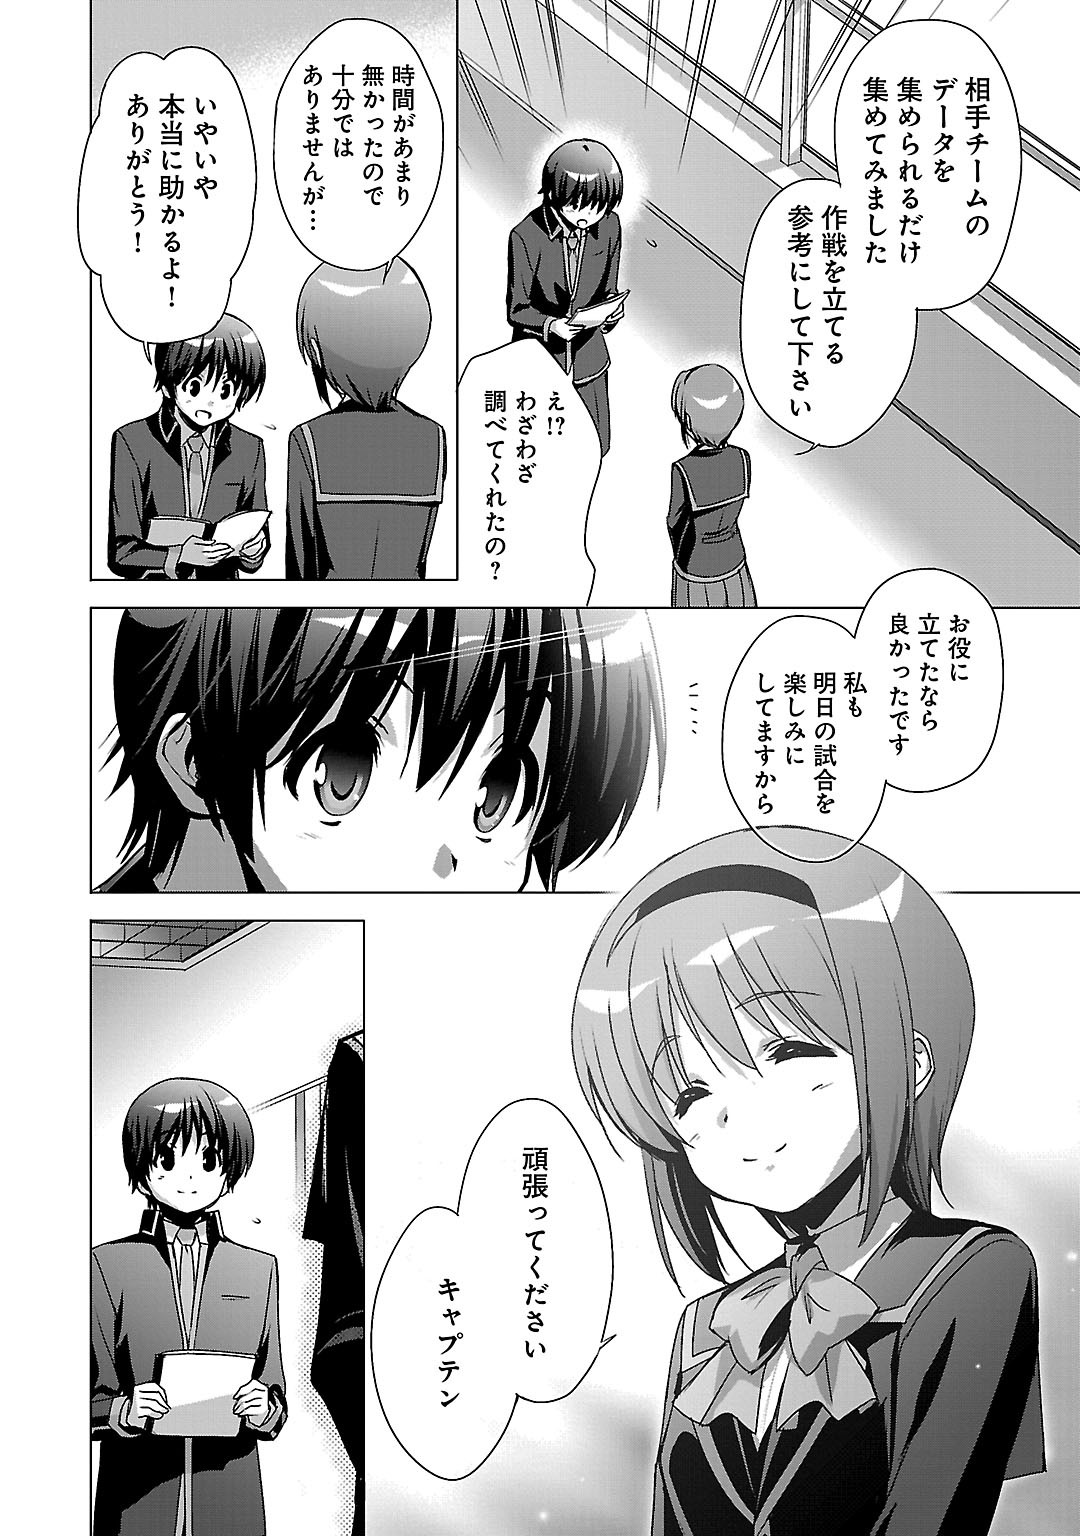 相手チームの
データを
集められるだけ
集めてみました
作戦を立てる
参考にして下さい
え!?
わざわざ
調べてくれたの？
時間があまり
無かったので
十分では
ありませんが…
いやいや
本当に助かるよ！
ありがとう！
お役に
立てたなら
良かったです
私も
明日の試合を
楽しみに
してますから
頑張ってください
キャプテン